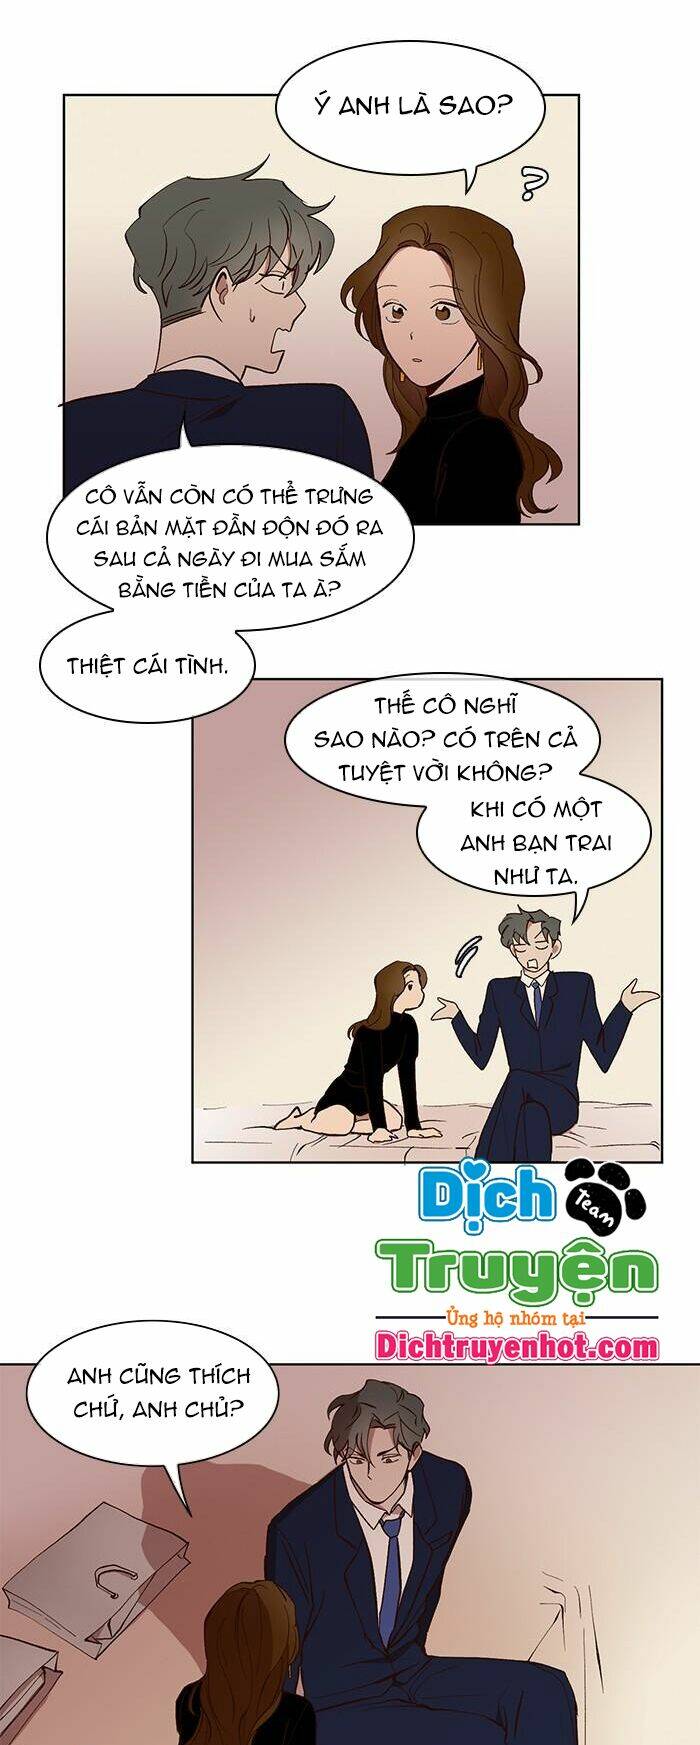 Ý ANH LÀ SAO?
?
CÔ VẪN CÒN CÓ THỂ TRƯNG
CÁI BẢN MẶT ĐẦN ĐỘN ĐÓ RA
SAU CẢ NGÀY ĐI MUA SẮM
BẰNG TIỀN CỦA TA À?
THIỆT CÁI TÌNH.
THẾ CÔ NGHĨ
SAO NÀO? CÓ TRÊN CẢ
TUYỆT VỜI KHÔNG?
KHI CÓ MỘT
ANH BẠN TRAI
NHƯ TA.
Dịch
Team
Truyện
Ủng hộ nhóm tại
Dichtruyenhot.com
ANH CŨNG THÍCH
CHỨ, ANH CHỦ?